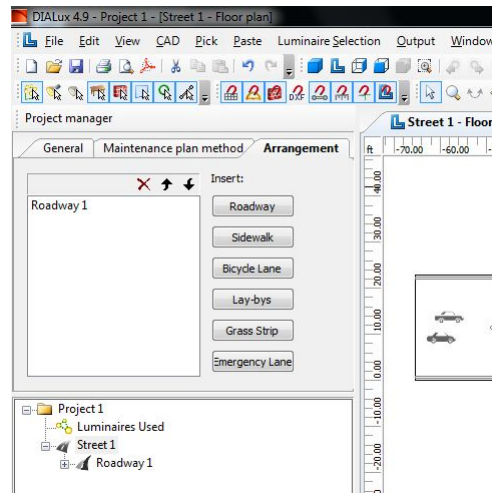 DIALux 4.9 - Project 1 - [Street 1 - Floor plan]
File Edit View CAD Pick Paste Luminaire Selection Output Window
DXF
Project manager
Street 1 - Floor
General Maintenance plan method Arrangement
ft -70.00 -60.00
Insert:
Roadway 1
Roadway
Sidewalk
Bicycle Lane
Lay-bys
Grass Strip
Emergency Lane
40.00
30.00
20.00
10.00
0.00
-10.00
-20.00
Project 1
Luminaires Used
Street 1
Roadway 1